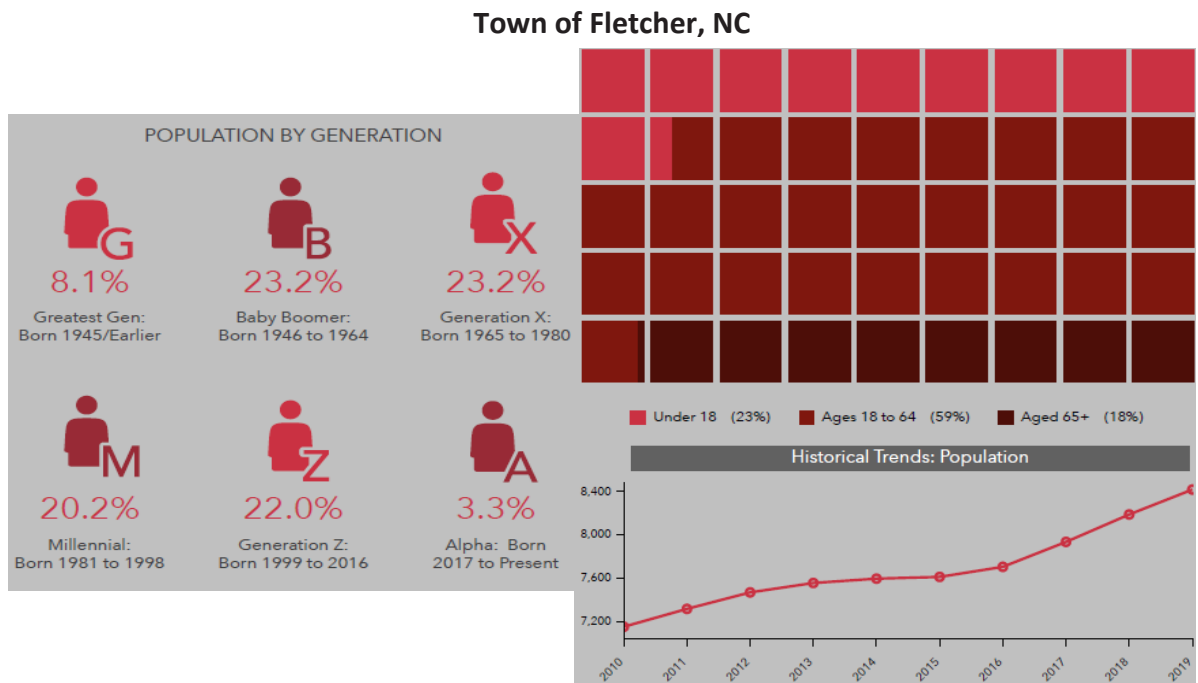 Town of Fletcher, NC
POPULATION BY GENERATION
G
8.1%
Greatest Gen:
Born 1945/Earlier
B
23.2%
Baby Boomer:
Born 1946 to 1964
X
23.2%
Generation X:
Born 1965 to 1980
M
20.2%
Millennial:
Born 1981 to 1998
Z
22.0%
Generation Z:
Born 1999 to 2016
A
3.3%
Alpha: Born
2017 to Present
Under 18 (23%)
Ages 18 to 64 (59%)
Aged 65+ (18%)
Historical Trends: Population
8,400
8,000
7,600
7,200
2010
2011
2012
2013
2014
2015
2016
2017
2018
2019